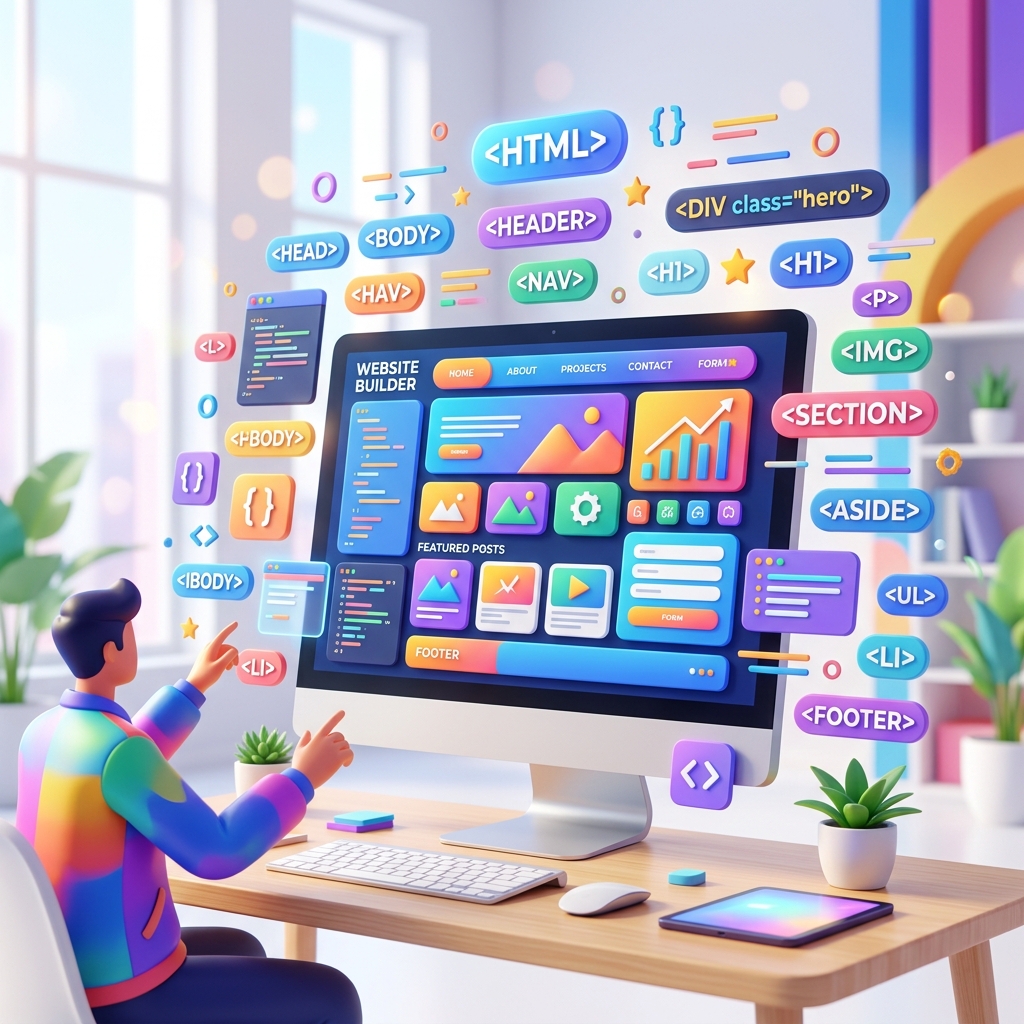 <HTML>
{}
<DIV class="hero">
<HEADER>
<BODY>
<HEAD>
<HAV>
<NAV>
<H1>
<H1>
<P>
<L>
<IMG>
WEBSITE
BUILDER
HOME ABOUT PROJECTS CONTACT FORM
<SECTION>
<HBODY>
{}
{}
<>
<ASIDE>
FEATURED POSTS
<IBODY>
<UL>
FORM
<LI>
<LI>
FOOTER
<FOOTER>
<>